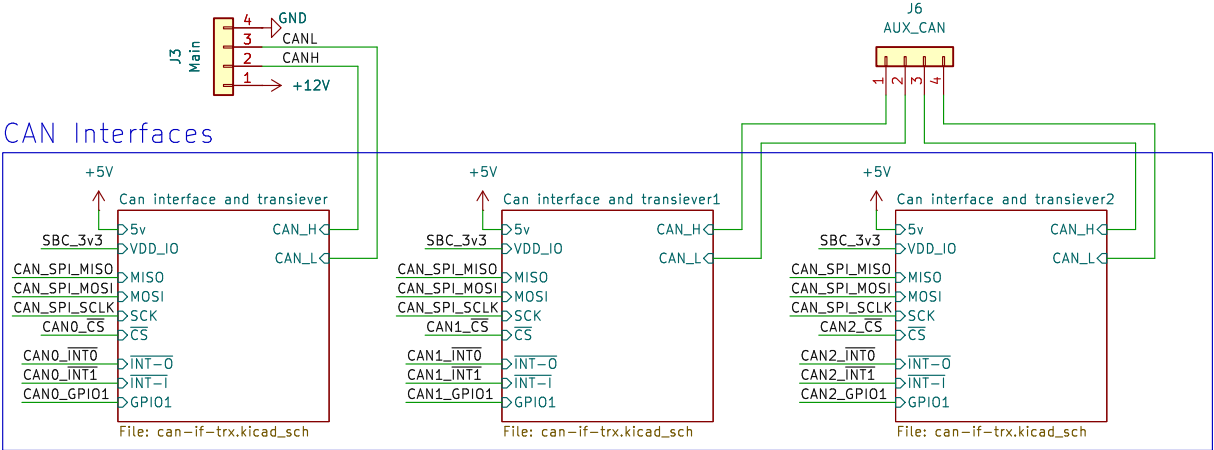 J3
Main
4
GND
3
CANL
2
CANH
1
+12V
J6
AUX_CAN
1
2
3
4
CAN Interfaces
+5V
Can interface and transiever
5v
CAN_H
SBC_3v3
VDD_IO
CAN_L
CAN_SPI_MISO
MISO
CAN_SPI_MOSI
MOSI
CAN_SPI_SCLK
SCK
CAN0_CS
CS
CAN0_INT0
INT-O
CAN0_INT1
INT-I
CAN0_GPIO1
GPIO1
File: can-if-trx.kicad_sch
+5V
Can interface and transiever1
5v
CAN_H
SBC_3v3
VDD_IO
CAN_L
CAN_SPI_MISO
MISO
CAN_SPI_MOSI
MOSI
CAN_SPI_SCLK
SCK
CAN1_CS
CS
CAN1_INT0
INT-O
CAN1_INT1
INT-I
CAN1_GPIO1
GPIO1
File: can-if-trx.kicad_sch
+5V
Can interface and transiever2
5v
CAN_H
SBC_3v3
VDD_IO
CAN_L
CAN_SPI_MISO
MISO
CAN_SPI_MOSI
MOSI
CAN_SPI_SCLK
SCK
CAN2_CS
CS
CAN2_INT0
INT-O
CAN2_INT1
INT-I
CAN2_GPIO1
GPIO1
File: can-if-trx.kicad_sch